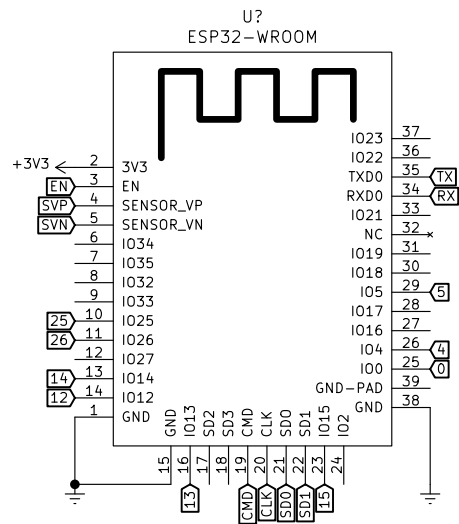 U?
ESP32-WROOM
IO23 37
IO22 36
+3V3 2 3V3 TXD0 35 TX
EN 3 EN RXD0 34 RX
SVP 4 SENSOR_VP IO21 33
SVN 5 SENSOR_VN NC 32
6 IO34 IO19 31
7 IO35 IO18 30
8 IO32 IO5 29 5
9 IO33 IO17 28
25 10 IO25 IO16 27
26 11 IO26 IO4 26 4
12 IO27 IO0 25 0
14 13 IO14 GND-PAD 39
12 14 IO12 GND 38
1 GND
GND IO13 SD2 SD3 CMD CLK SD0 SD1 IO15 IO2
15 16 17 18 19 20 21 22 23 24
13 CMD CLK SD0 SD1 15